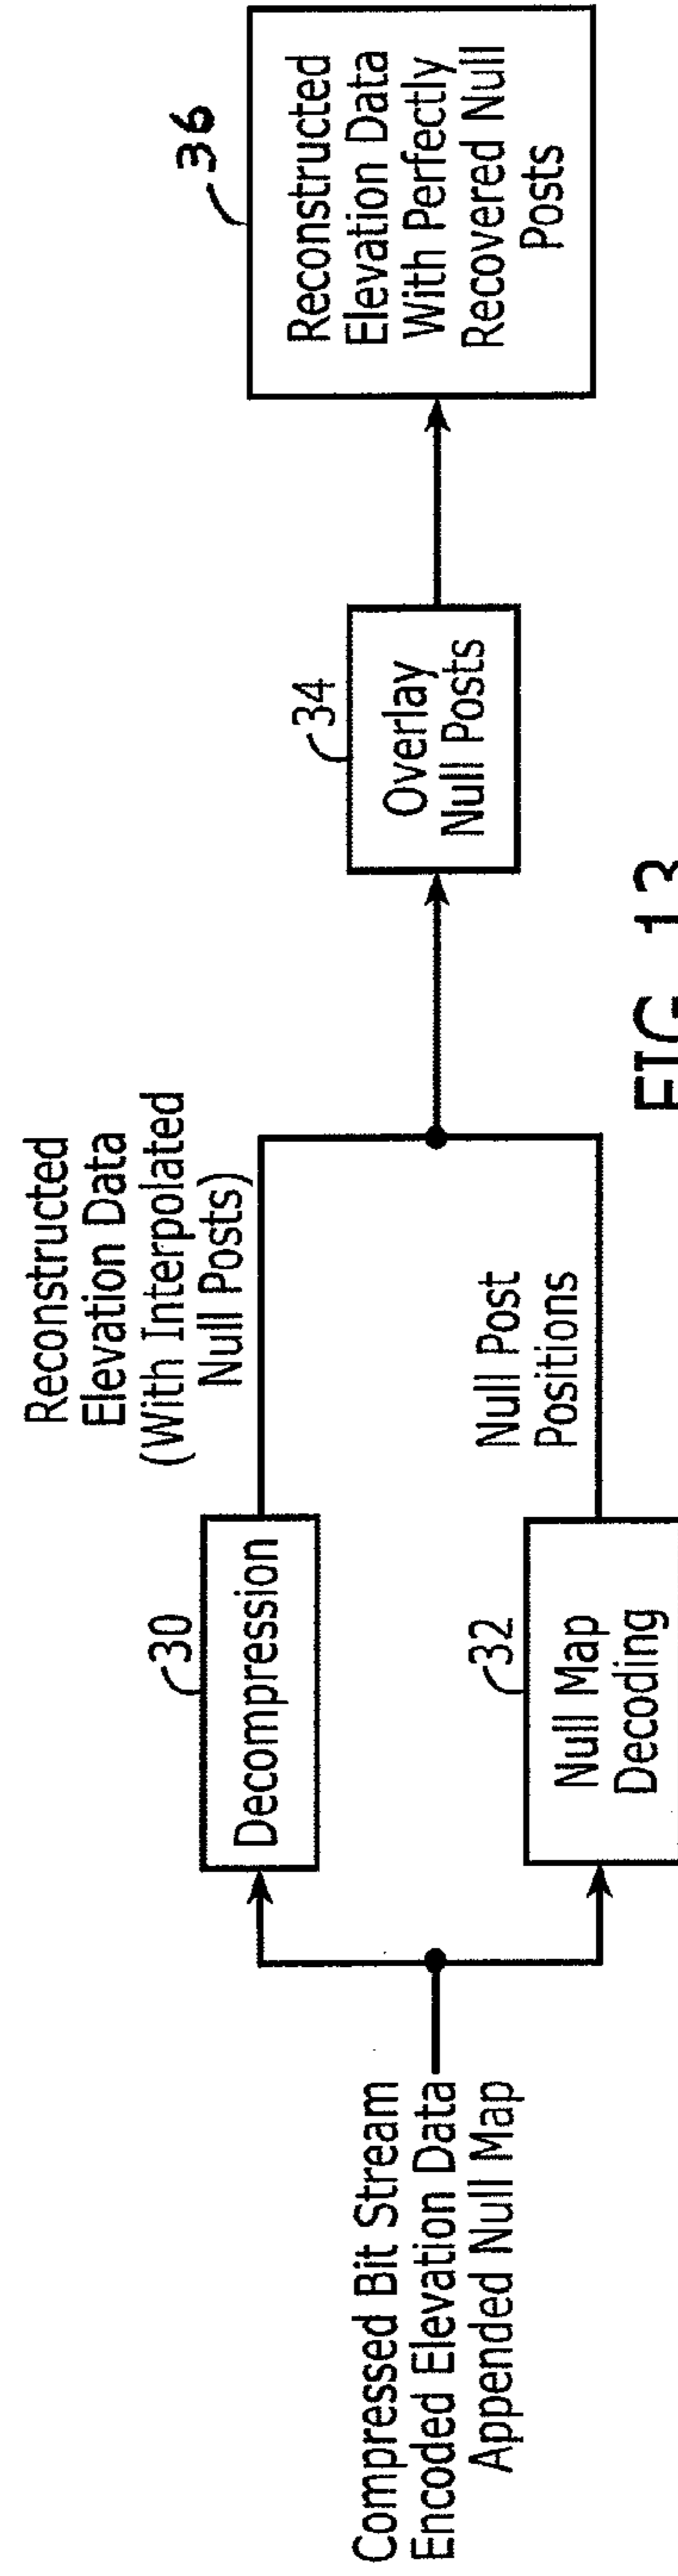 Compressed Bit Stream
Encoded Elevation Data
Appended Null Map
30
Decompression
32
Null Map
Decoding
Reconstructed
Elevation Data
(With Interpolated
Null Posts)
Null Post
Positions
34
Overlay
Null Posts
36
Reconstructed
Elevation Data
With Perfectly
Recovered Null
Posts
FIG. 13